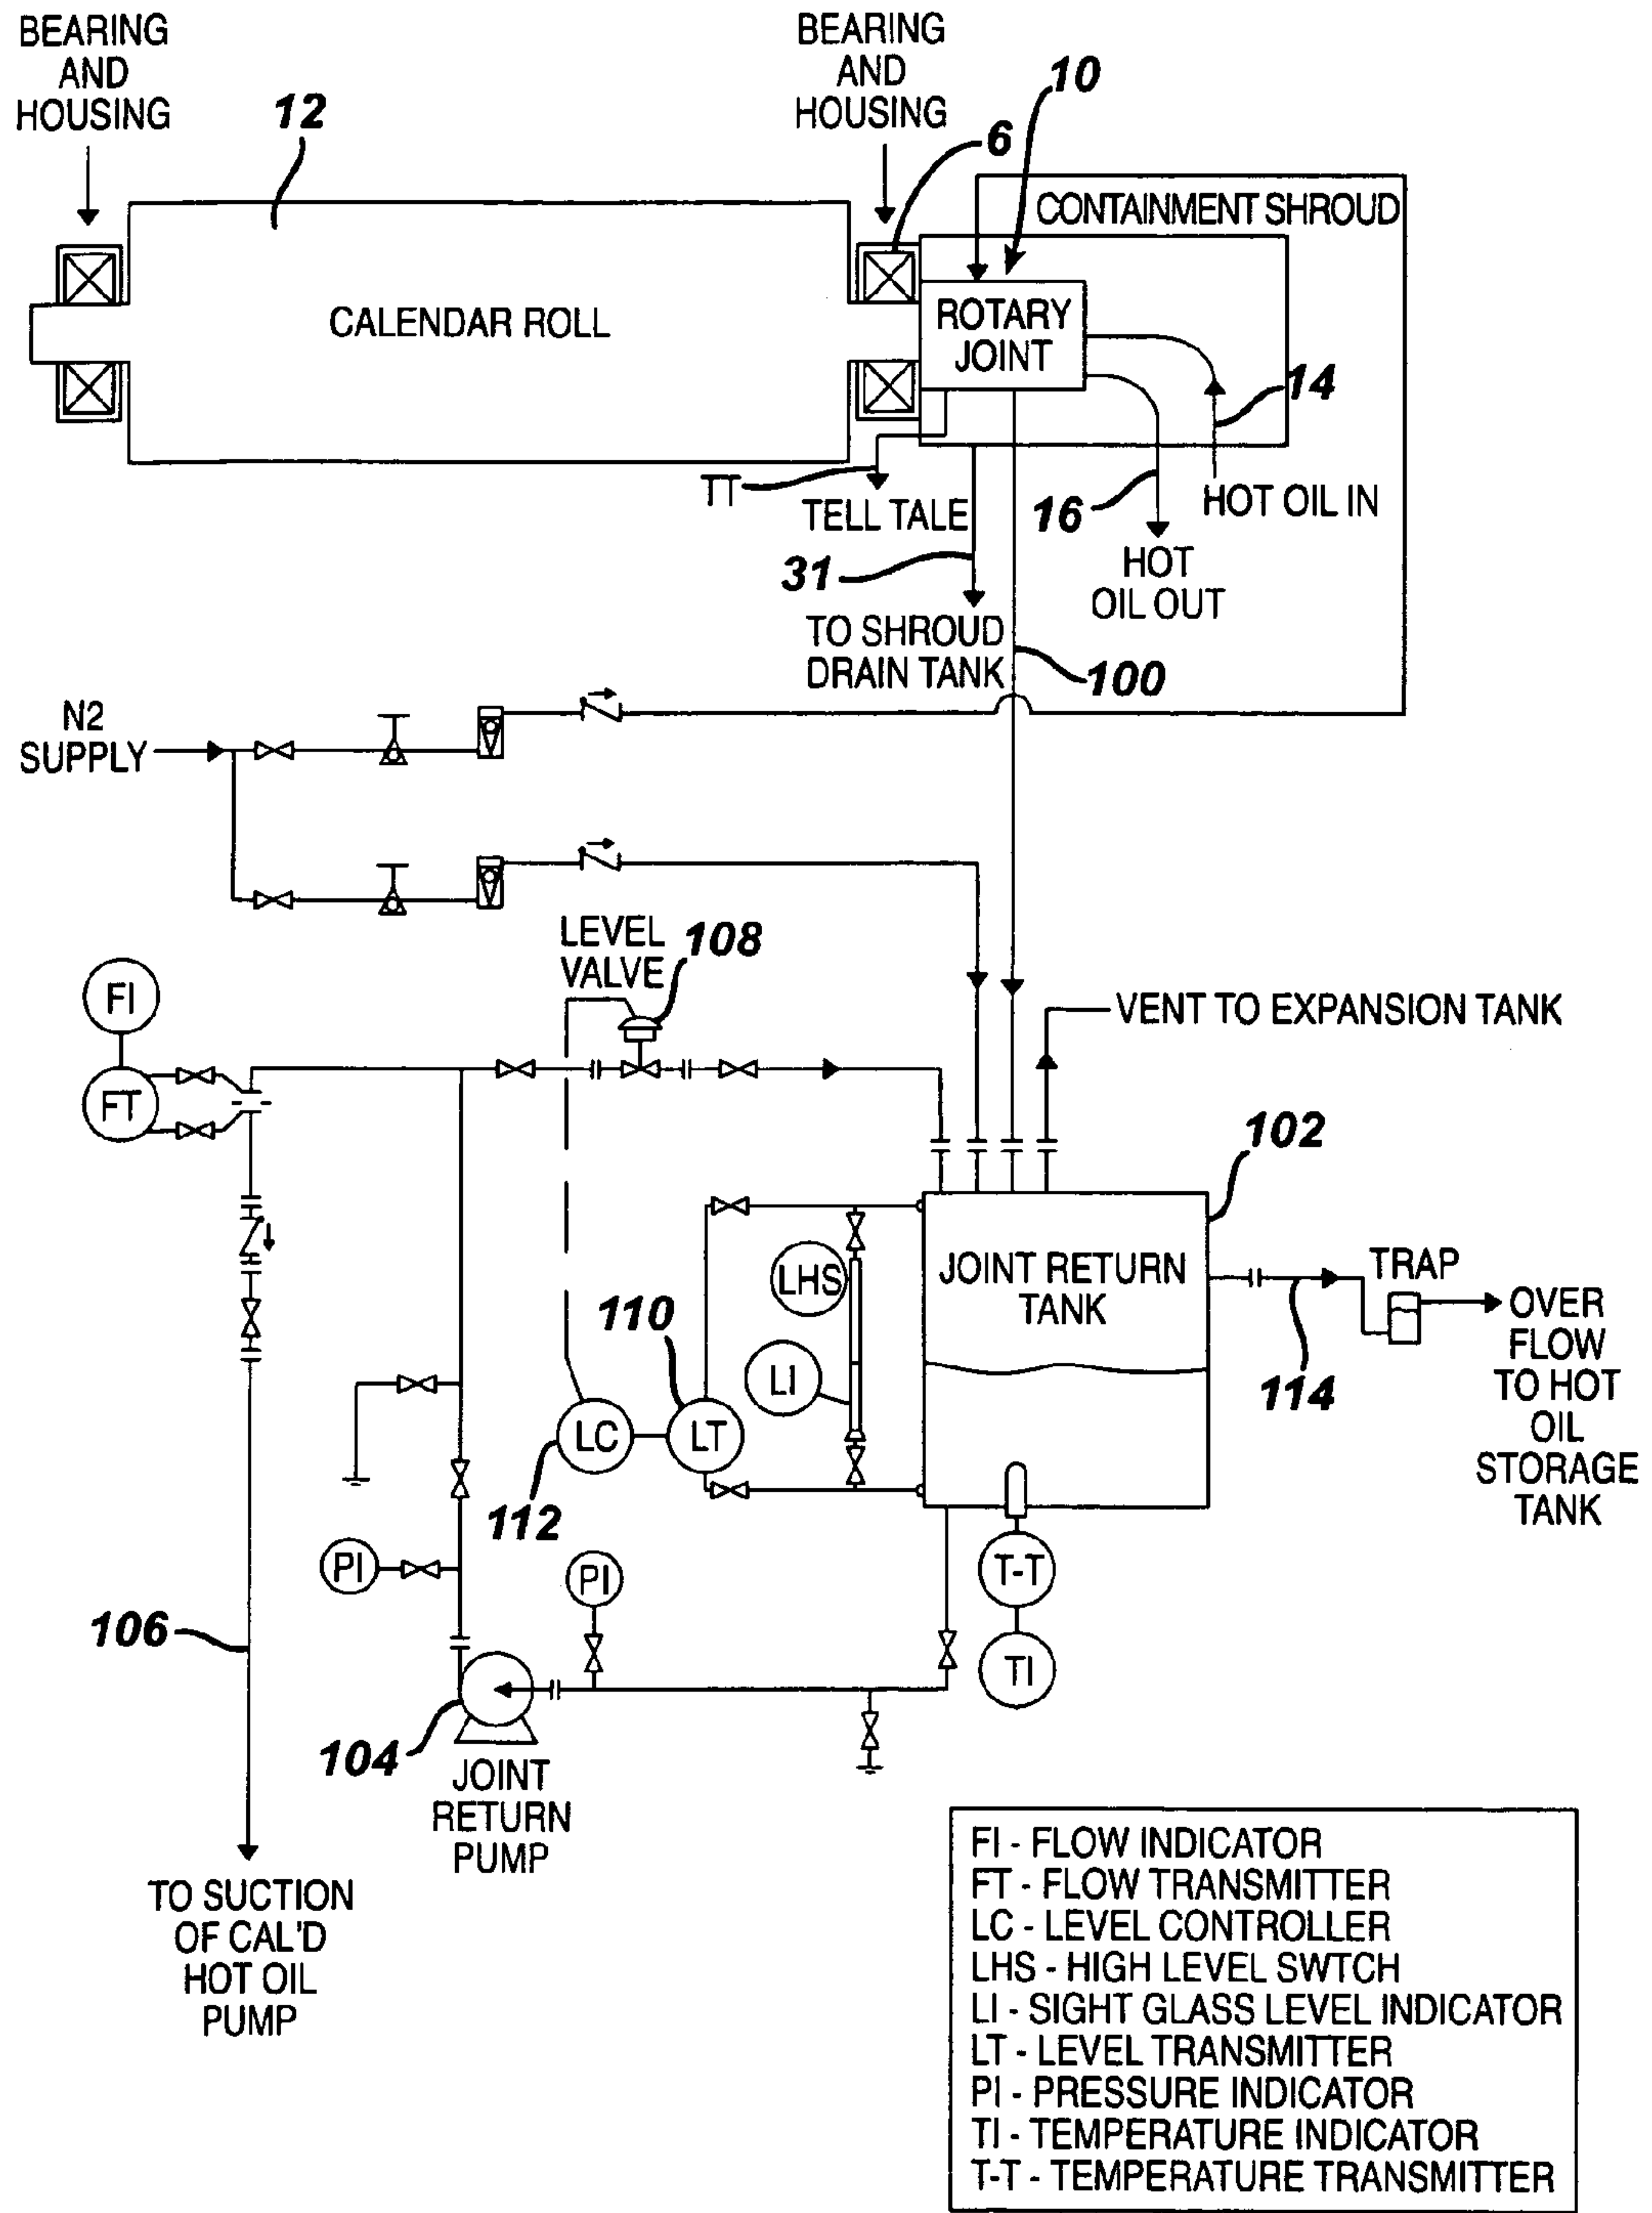 BEARING
AND
HOUSING
12
BEARING
AND
HOUSING
10
6
CONTAINMENT SHROUD
CALENDAR ROLL
ROTARY
JOINT
14
TT
TELL TALE
16
HOT OIL IN
31
HOT
OIL OUT
TO SHROUD
DRAIN TANK
100
N2
SUPPLY
LEVEL
VALVE
108
FI
VENT TO EXPANSION TANK
FT
102
LHS
JOINT RETURN
TANK
TRAP
OVER
FLOW
TO HOT
OIL
STORAGE
TANK
110
LI
114
LC
LT
112
PI
PI
T-T
106
TI
104
JOINT
RETURN
PUMP
TO SUCTION
OF CAL'D
HOT OIL
PUMP
FI - FLOW INDICATOR
FT - FLOW TRANSMITTER
LC - LEVEL CONTROLLER
LHS - HIGH LEVEL SWTCH
LI - SIGHT GLASS LEVEL INDICATOR
LT - LEVEL TRANSMITTER
PI - PRESSURE INDICATOR
TI - TEMPERATURE INDICATOR
T-T - TEMPERATURE TRANSMITTER